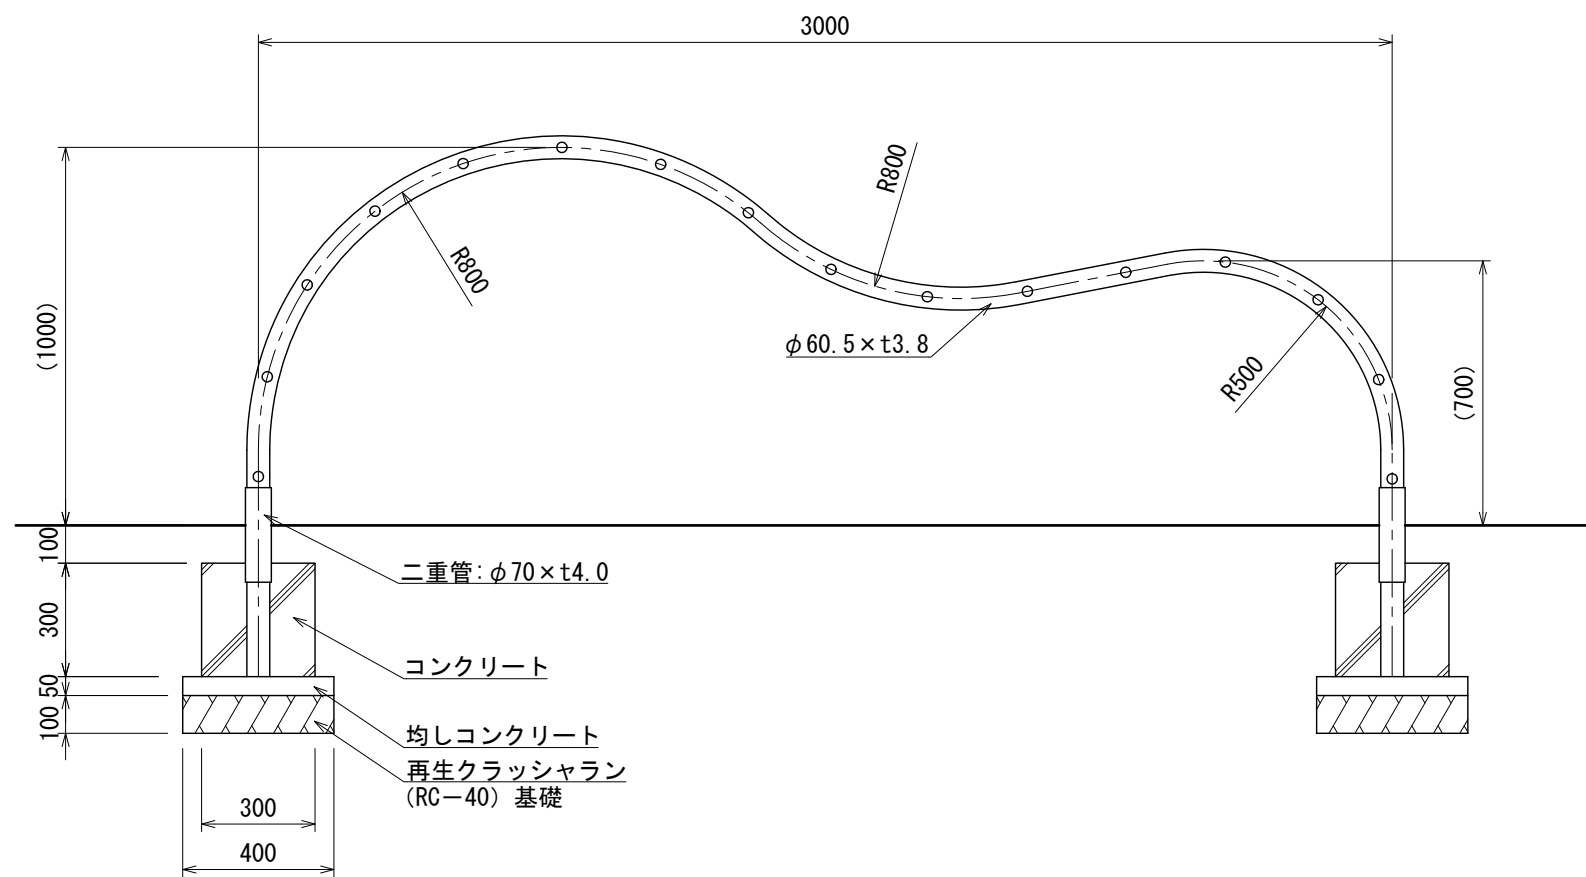 3000
R800
R800
(1000)
φ60.5×t3.8
R500
(700)
100
二重管:φ70×t4.0
300
コンクリート
50
100
均しコンクリート
再生クラッシャラン
(RC−40) 基礎
300
400